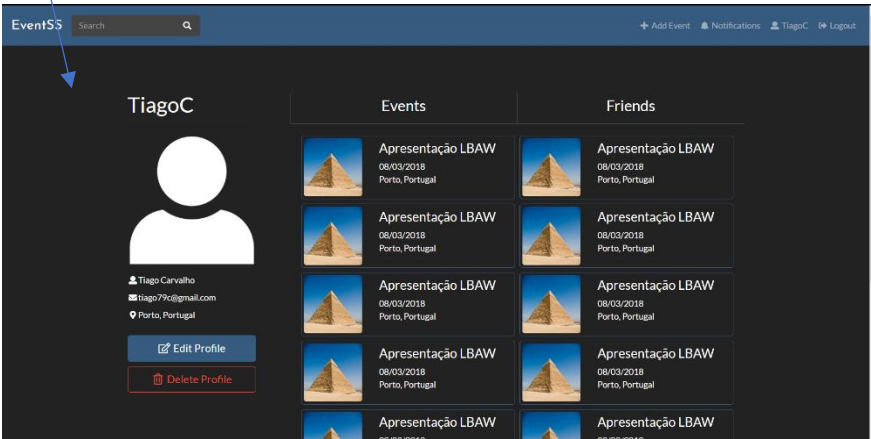 EventSS Search + Add Event Notifications TiagoC Logout
TiagoC
Tiago Carvalho
tiago79c@gmail.com
Porto, Portugal
Edit Profile
Delete Profile
Events Friends
Apresentação LBAW
08/03/2018
Porto, Portugal
Apresentação LBAW
08/03/2018
Porto, Portugal
Apresentação LBAW
08/03/2018
Porto, Portugal
Apresentação LBAW
08/03/2018
Porto, Portugal
Apresentação LBAW
08/03/2018
Porto, Portugal
Apresentação LBAW
08/03/2018
Porto, Portugal
Apresentação LBAW
08/03/2018
Porto, Portugal
Apresentação LBAW
08/03/2018
Porto, Portugal
Apresentação LBAW
Apresentação LBAW